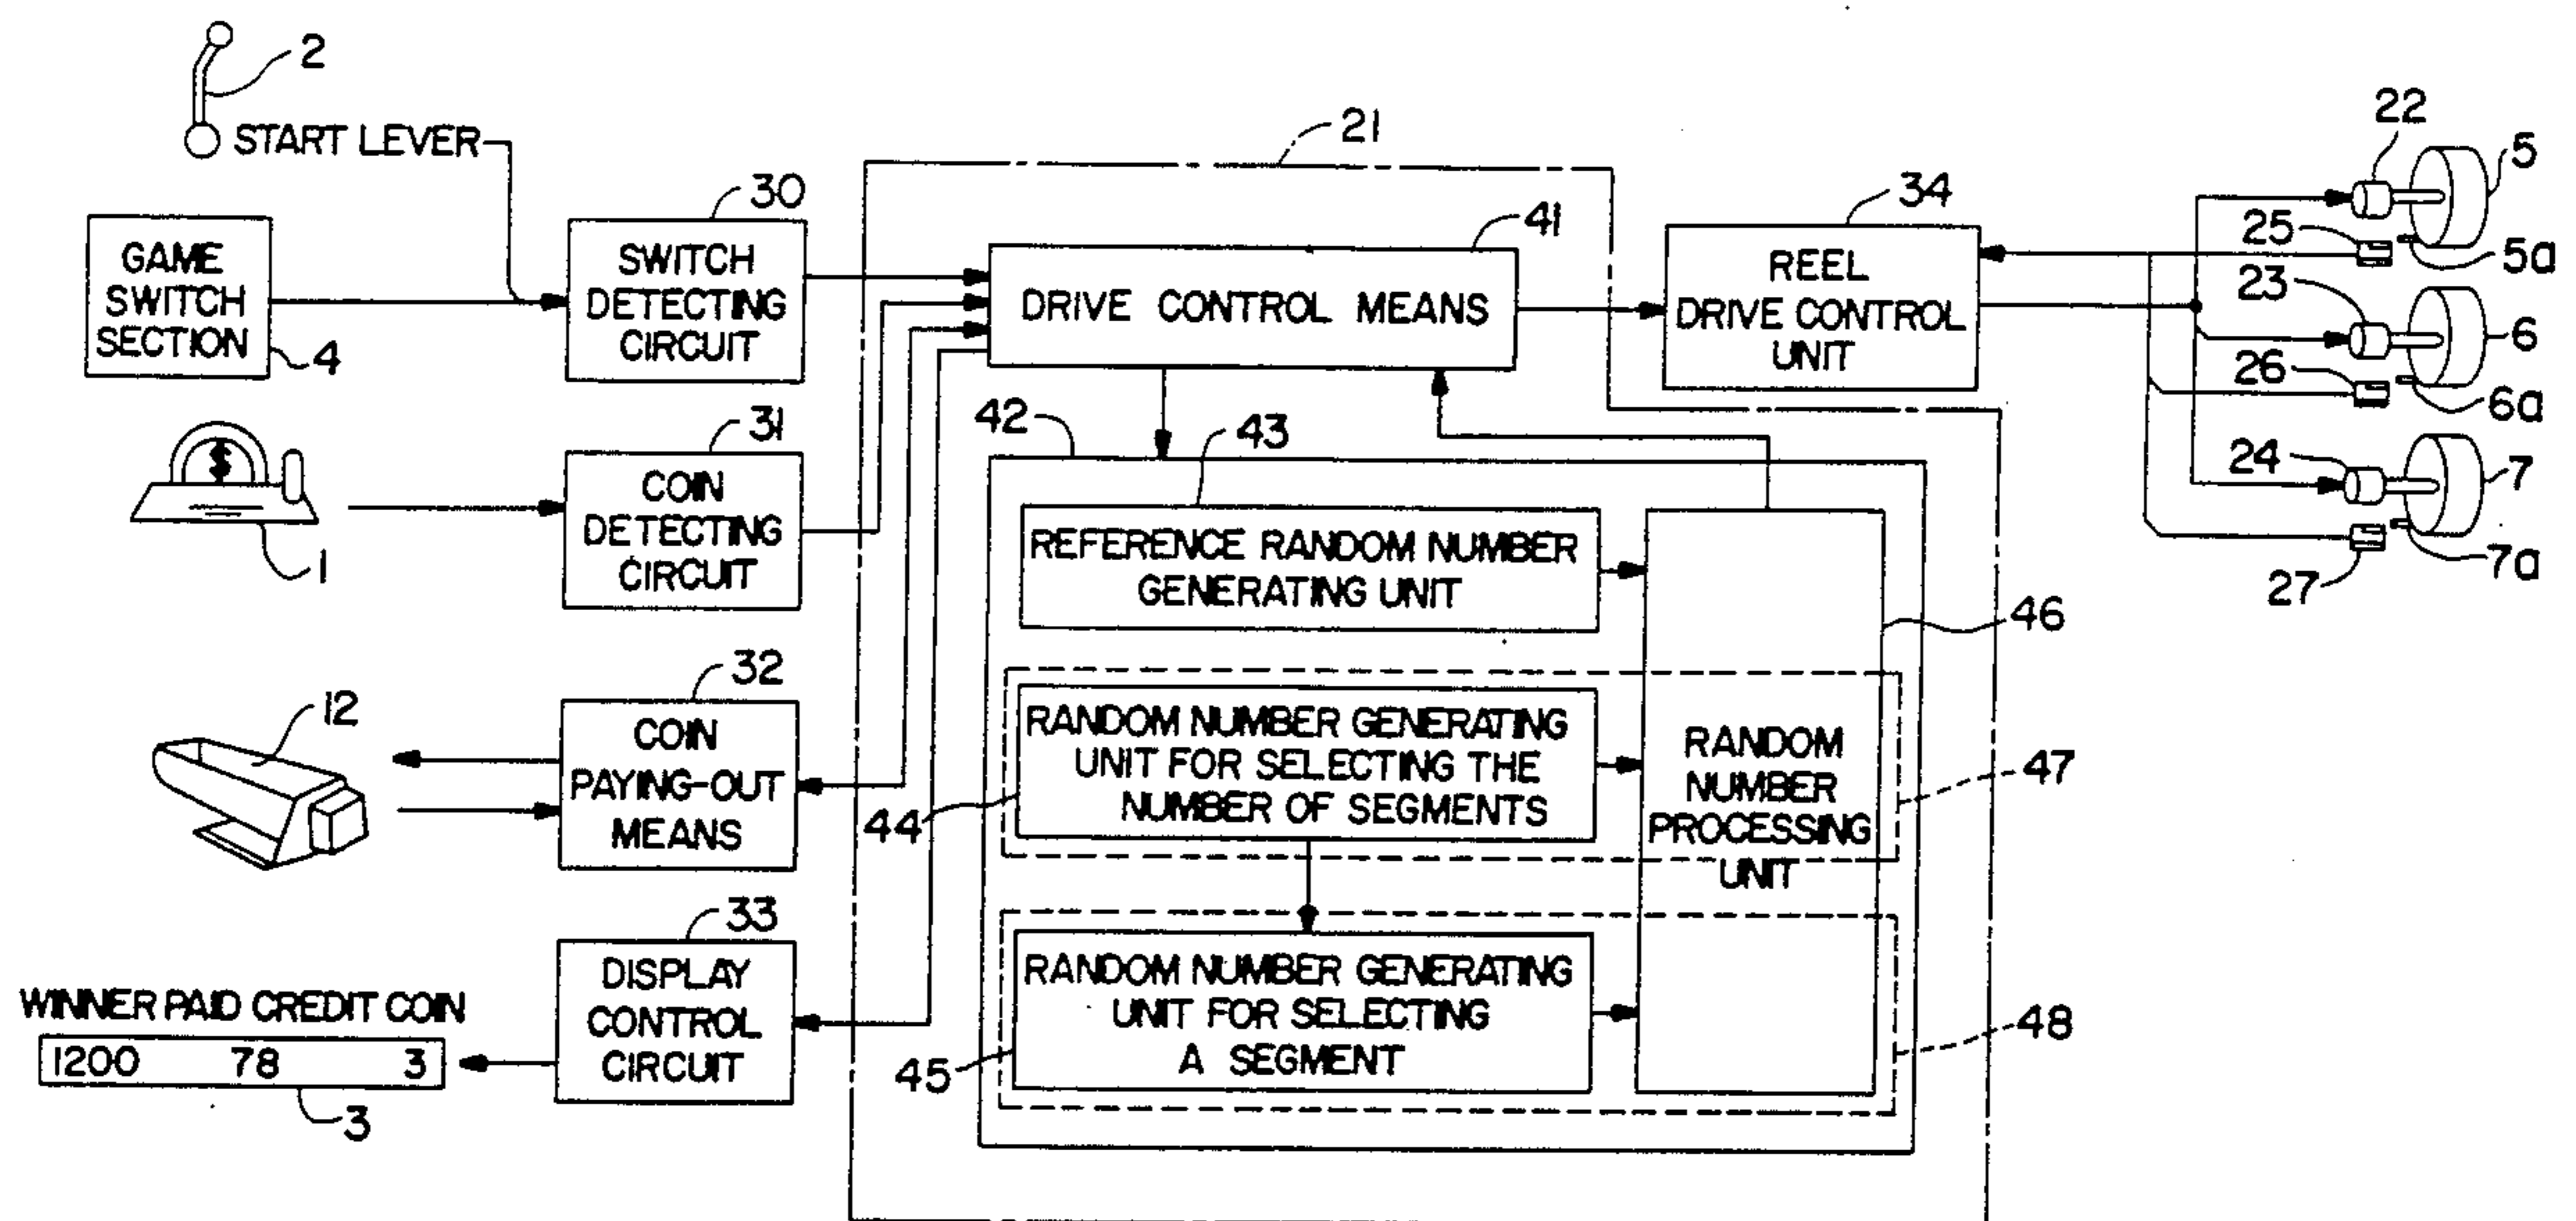 2
START LEVER
21
22
5
30
34
41
GAME
SWITCH
SECTION
4
SWITCH
DETECTING
CIRCUIT
DRIVE CONTROL MEANS
REEL
DRIVE CONTROL
UNIT
25
5a
23
6
26
6a
24
7
7a
27
$
1
31
COIN
DETECTING
CIRCUIT
42
43
REFERENCE RANDOM NUMBER
GENERATING UNIT
46
12
32
COIN
PAYING-OUT
MEANS
44
RANDOM NUMBER GENERATING
UNIT FOR SELECTING THE
NUMBER OF SEGMENTS
RANDOM
NUMBER
PROCESSING
UNIT
47
33
DISPLAY
CONTROL
CIRCUIT
45
RANDOM NUMBER GENERATING
UNIT FOR SELECTING
A SEGMENT
48
WINNER PAID CREDIT COIN
1200 78 3
3